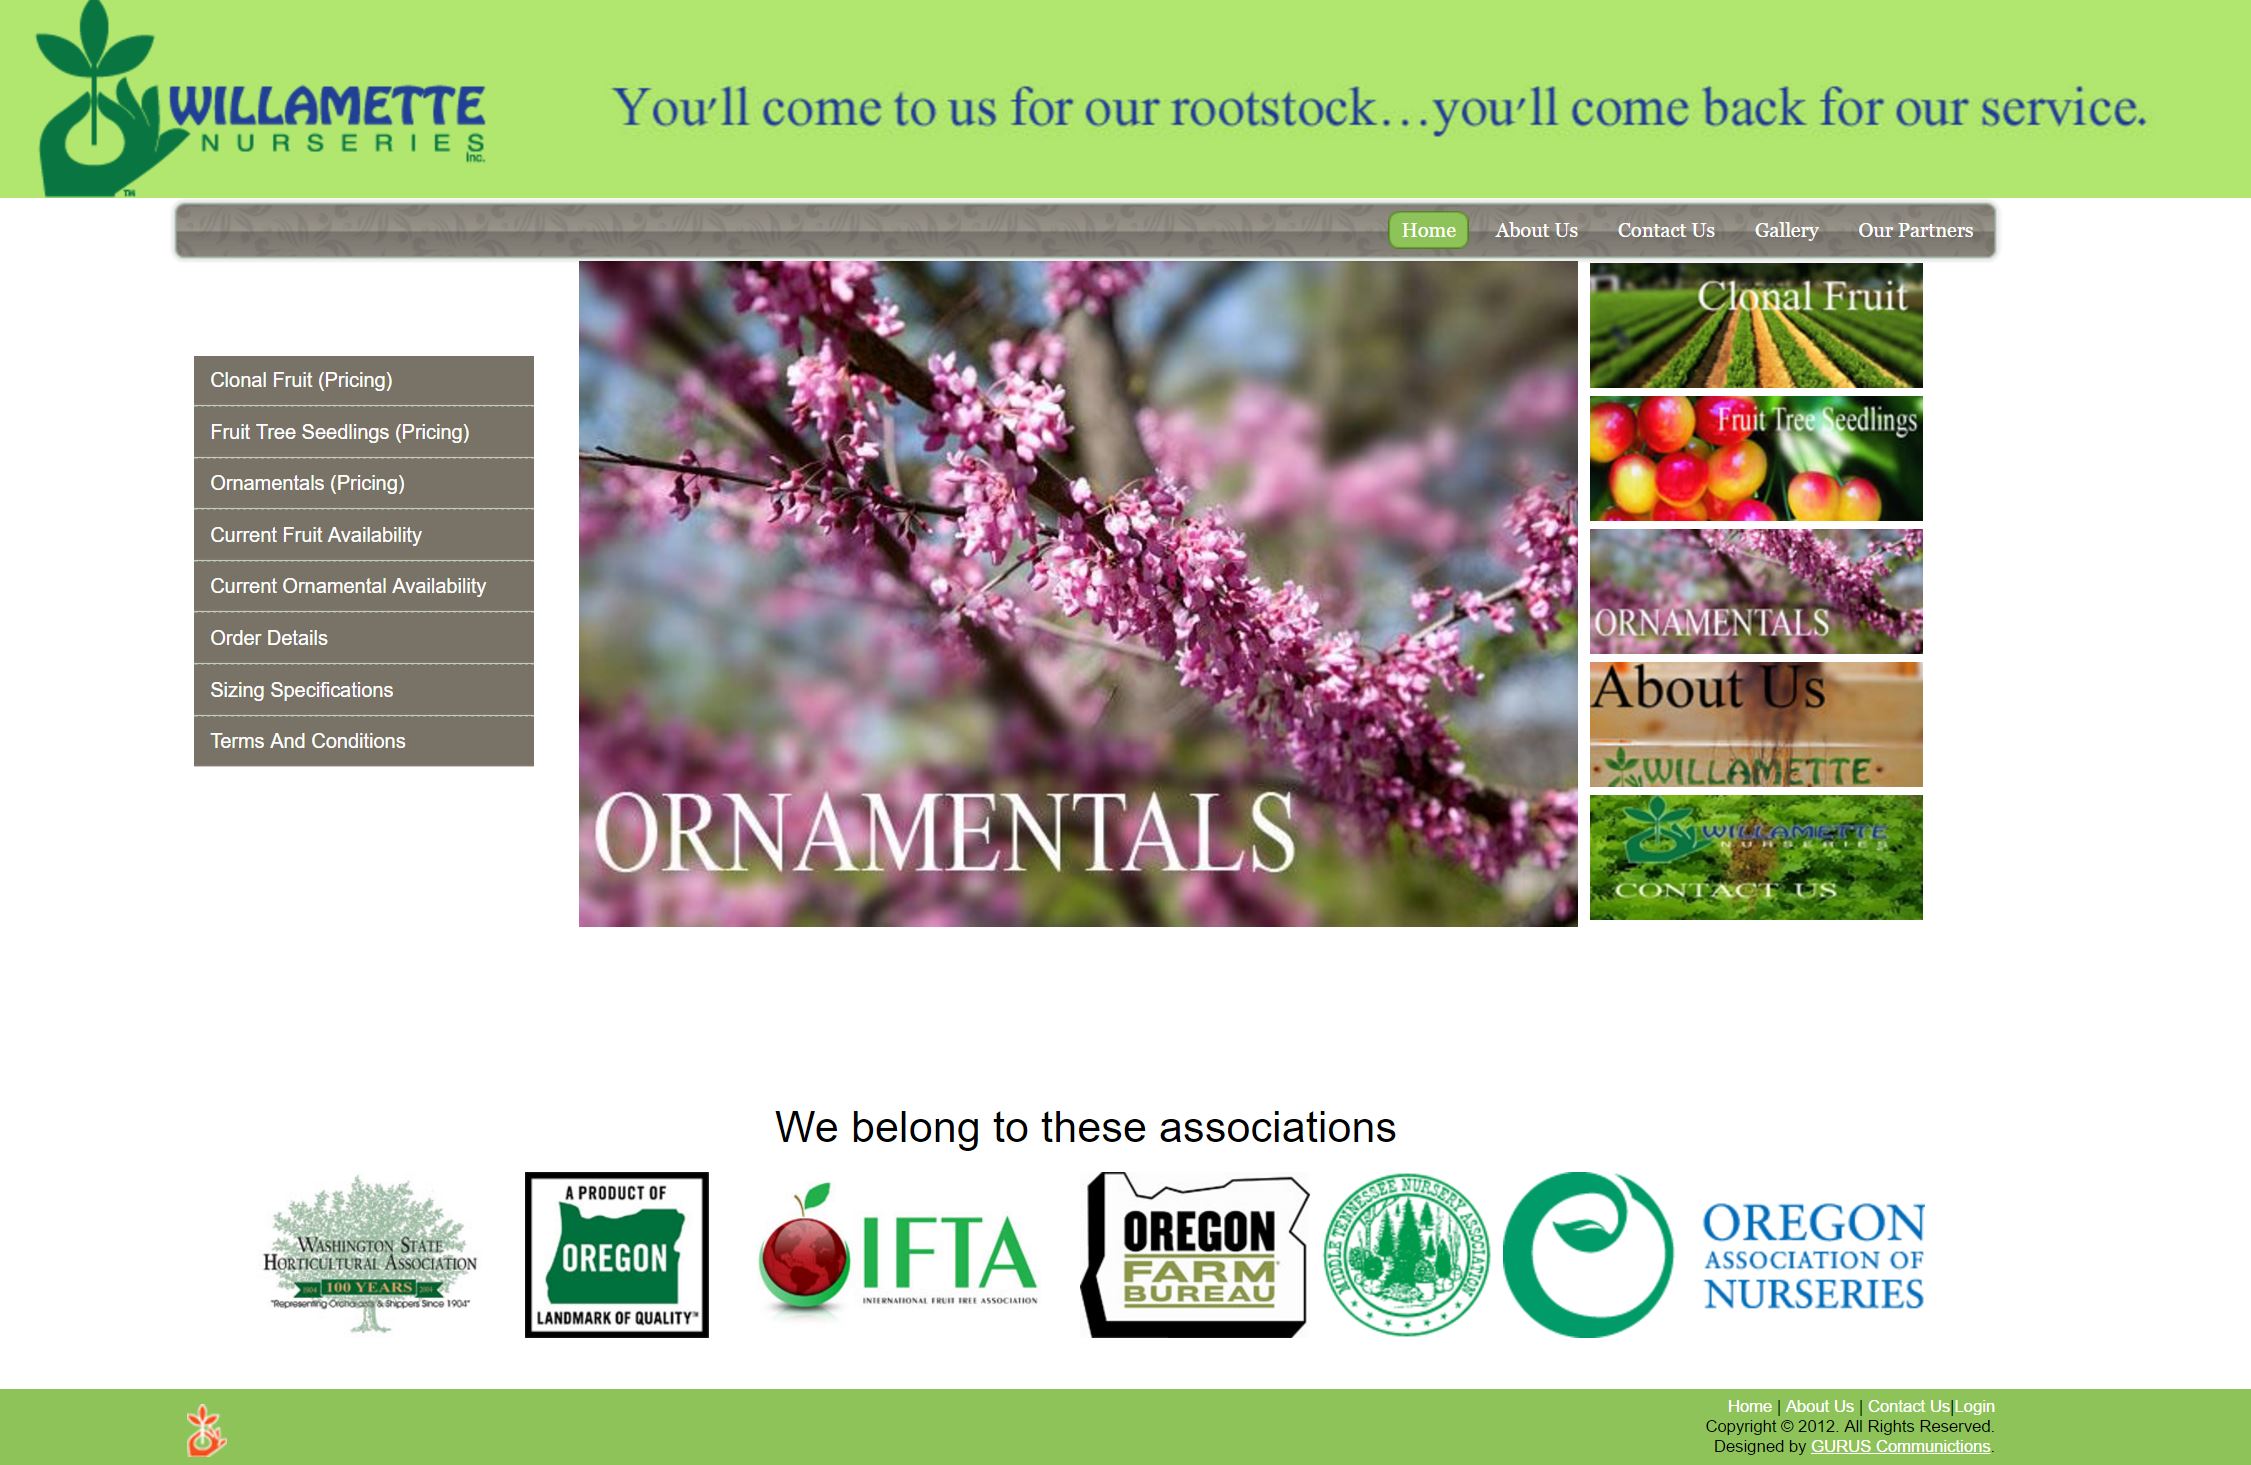 WILLAMETTE
NURSERIES
Inc.
TM
You'll come to us for our rootstock...you'll come back for our service.
Home About Us Contact Us Gallery Our Partners
Clonal Fruit (Pricing)
Fruit Tree Seedlings (Pricing)
Ornamentals (Pricing)
Current Fruit Availability
Current Ornamental Availability
Order Details
Sizing Specifications
Terms And Conditions
ORNAMENTALS
Clonal Fruit
Fruit Tree Seedlings
ORNAMENTALS
About Us
WILLAMETTE
WILLAMETTE
NURSERIES
CONTACT US
We belong to these associations
WASHINGTON STATE
HORTICULTURAL ASSOCIATION
1904 100 YEARS 2004
"Representing Orchardists & Shippers Since 1904"
A PRODUCT OF
OREGON
LANDMARK OF QUALITY™
IFTA
INTERNATIONAL FRUIT TREE ASSOCIATION
OREGON
FARM
BUREAU
MIDDLE TENNESSEE NURSERY ASSOCIATION
OREGON
ASSOCIATION OF
NURSERIES
Home | About Us | Contact Us|Login
Copyright © 2012. All Rights Reserved.
Designed by GURUS Communictions.